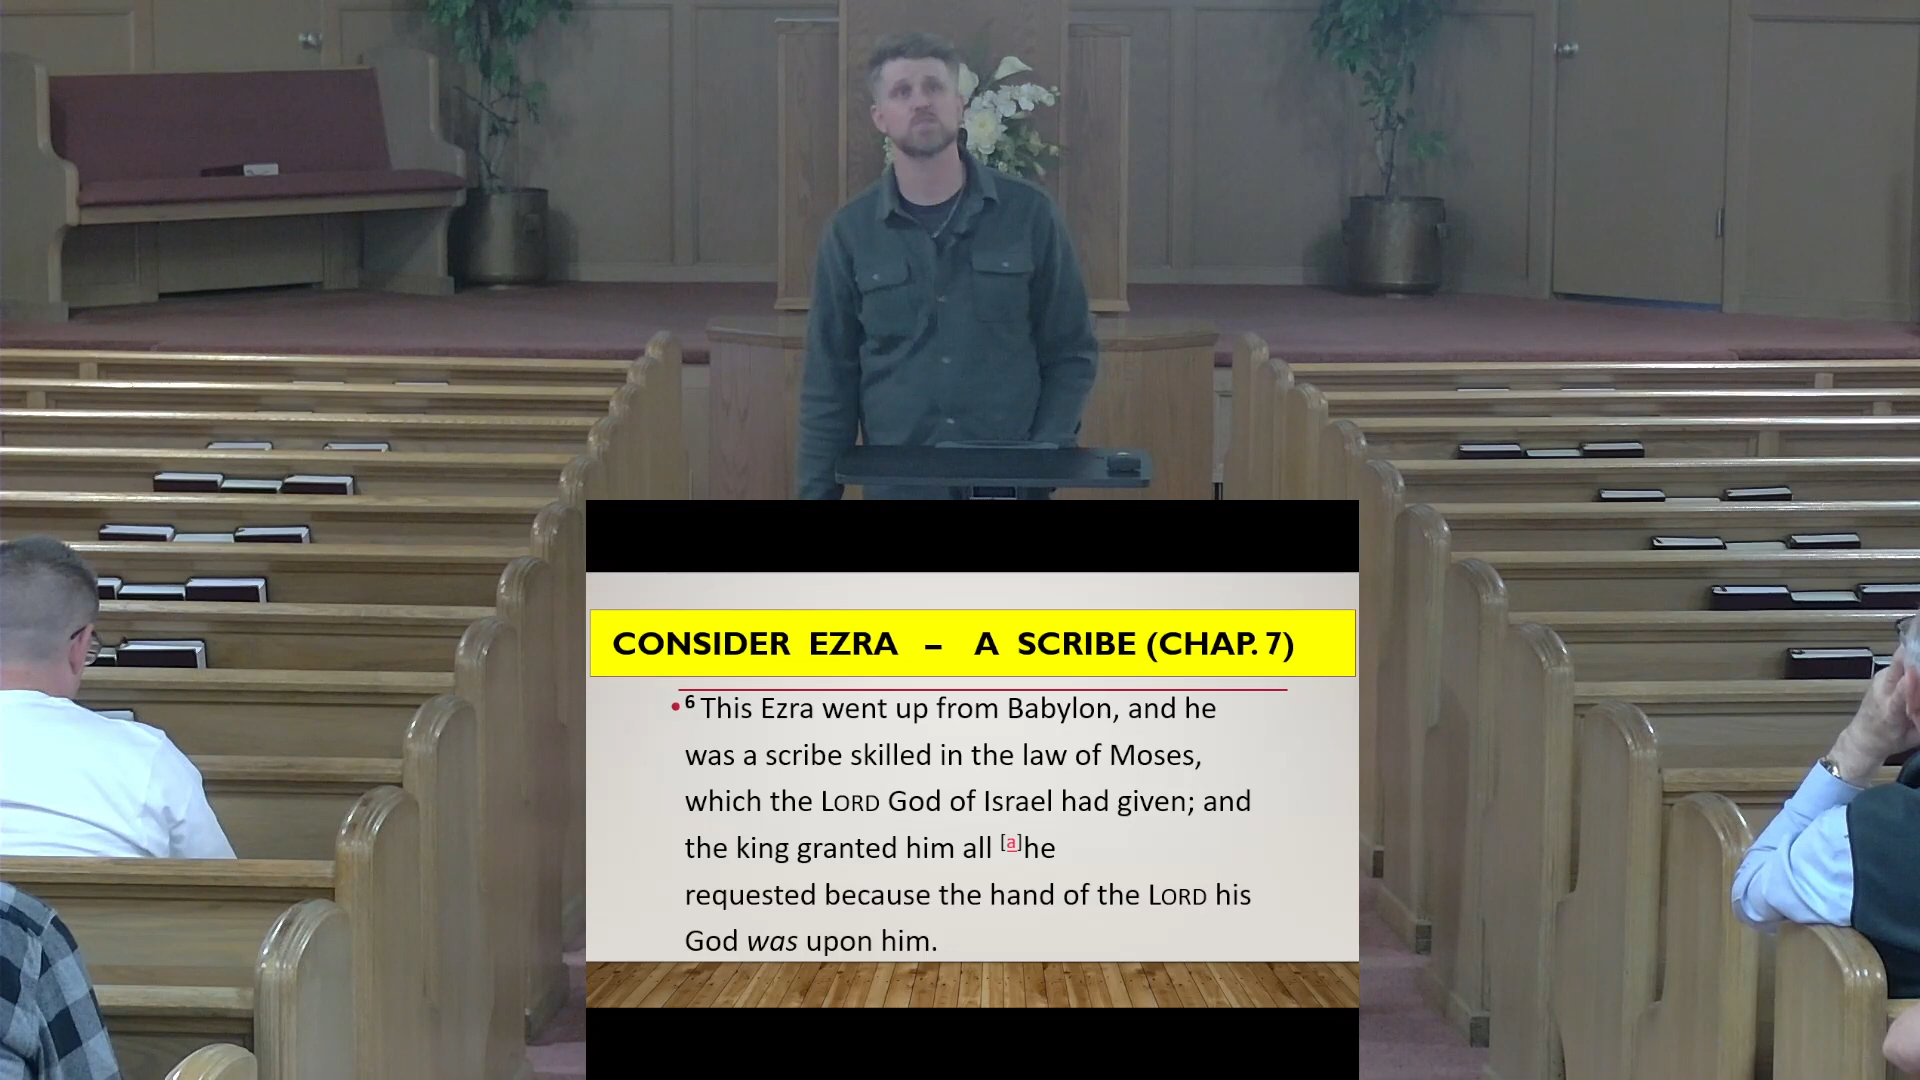 CONSIDER EZRA – A SCRIBE (CHAP. 7)
• 6 This Ezra went up from Babylon, and he
was a scribe skilled in the law of Moses,
which the LORD God of Israel had given; and
the king granted him all [a]he
requested because the hand of the LORD his
God was upon him.